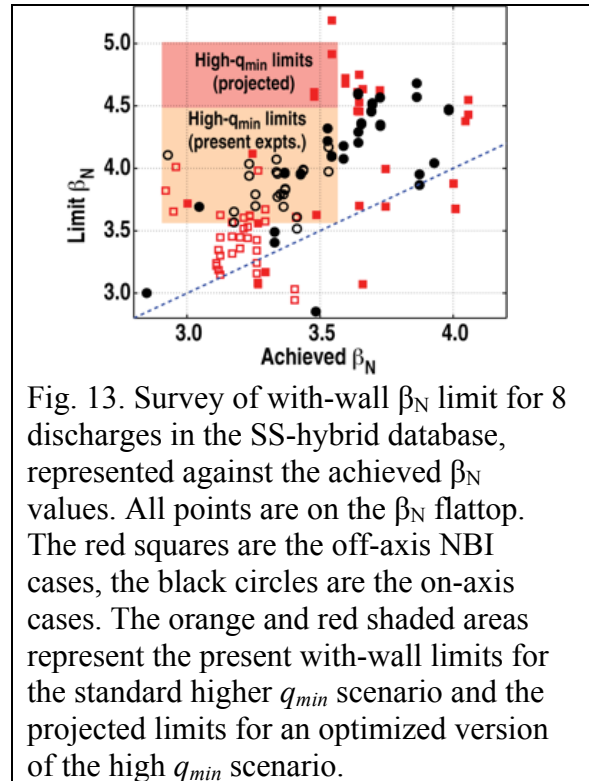 5.0
4.5
4.0
3.5
3.0
Limit βN
High-qmin limits
(projected)
High-qmin limits
(present expts.)
3.0 3.5 4.0
Achieved βN
Fig. 13. Survey of with-wall βN limit for 8
discharges in the SS-hybrid database,
represented against the achieved βN
values. All points are on the βN flattop.
The red squares are the off-axis NBI
cases, the black circles are the on-axis
cases. The orange and red shaded areas
represent the present with-wall limits for
the standard higher qmin scenario and the
projected limits for an optimized version
of the high qmin scenario.